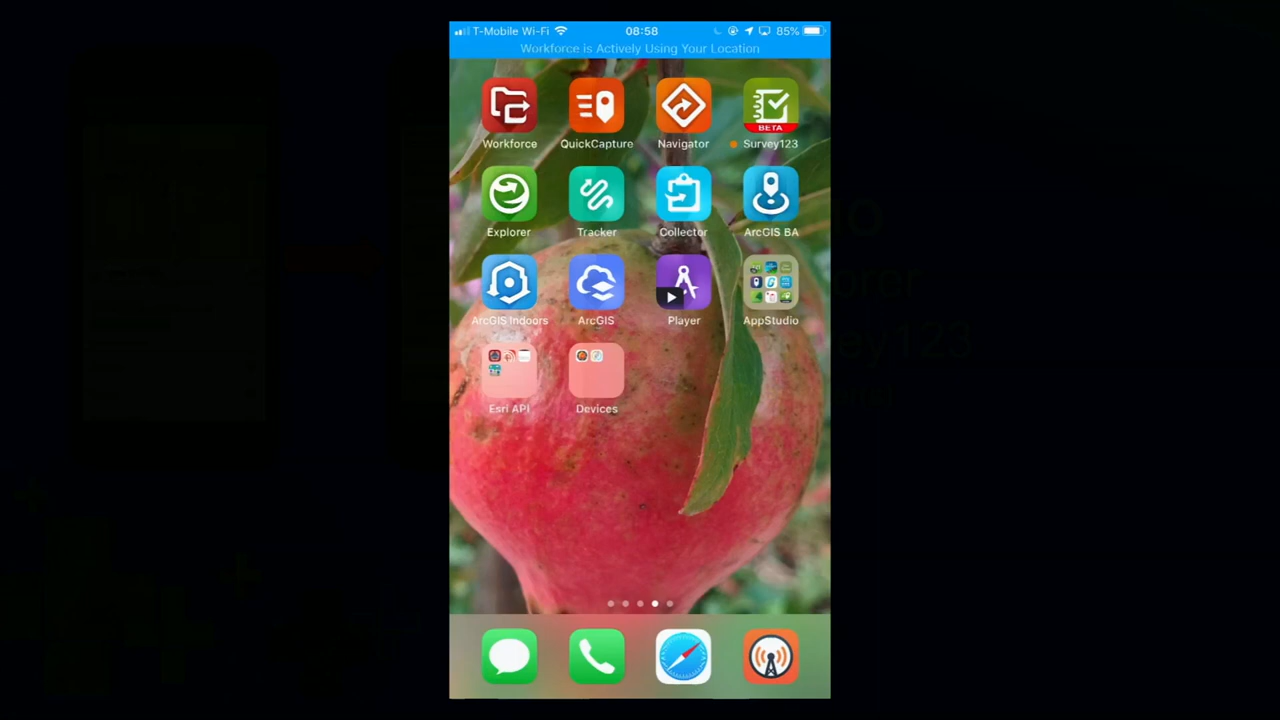 T-Mobile Wi-Fi 08:58 85%
Workforce is Actively Using Your Location
BETA
Workforce QuickCapture Navigator Survey123
Explorer Tracker Collector ArcGIS BA
ArcGIS Indoors ArcGIS Player AppStudio
Esri API Devices